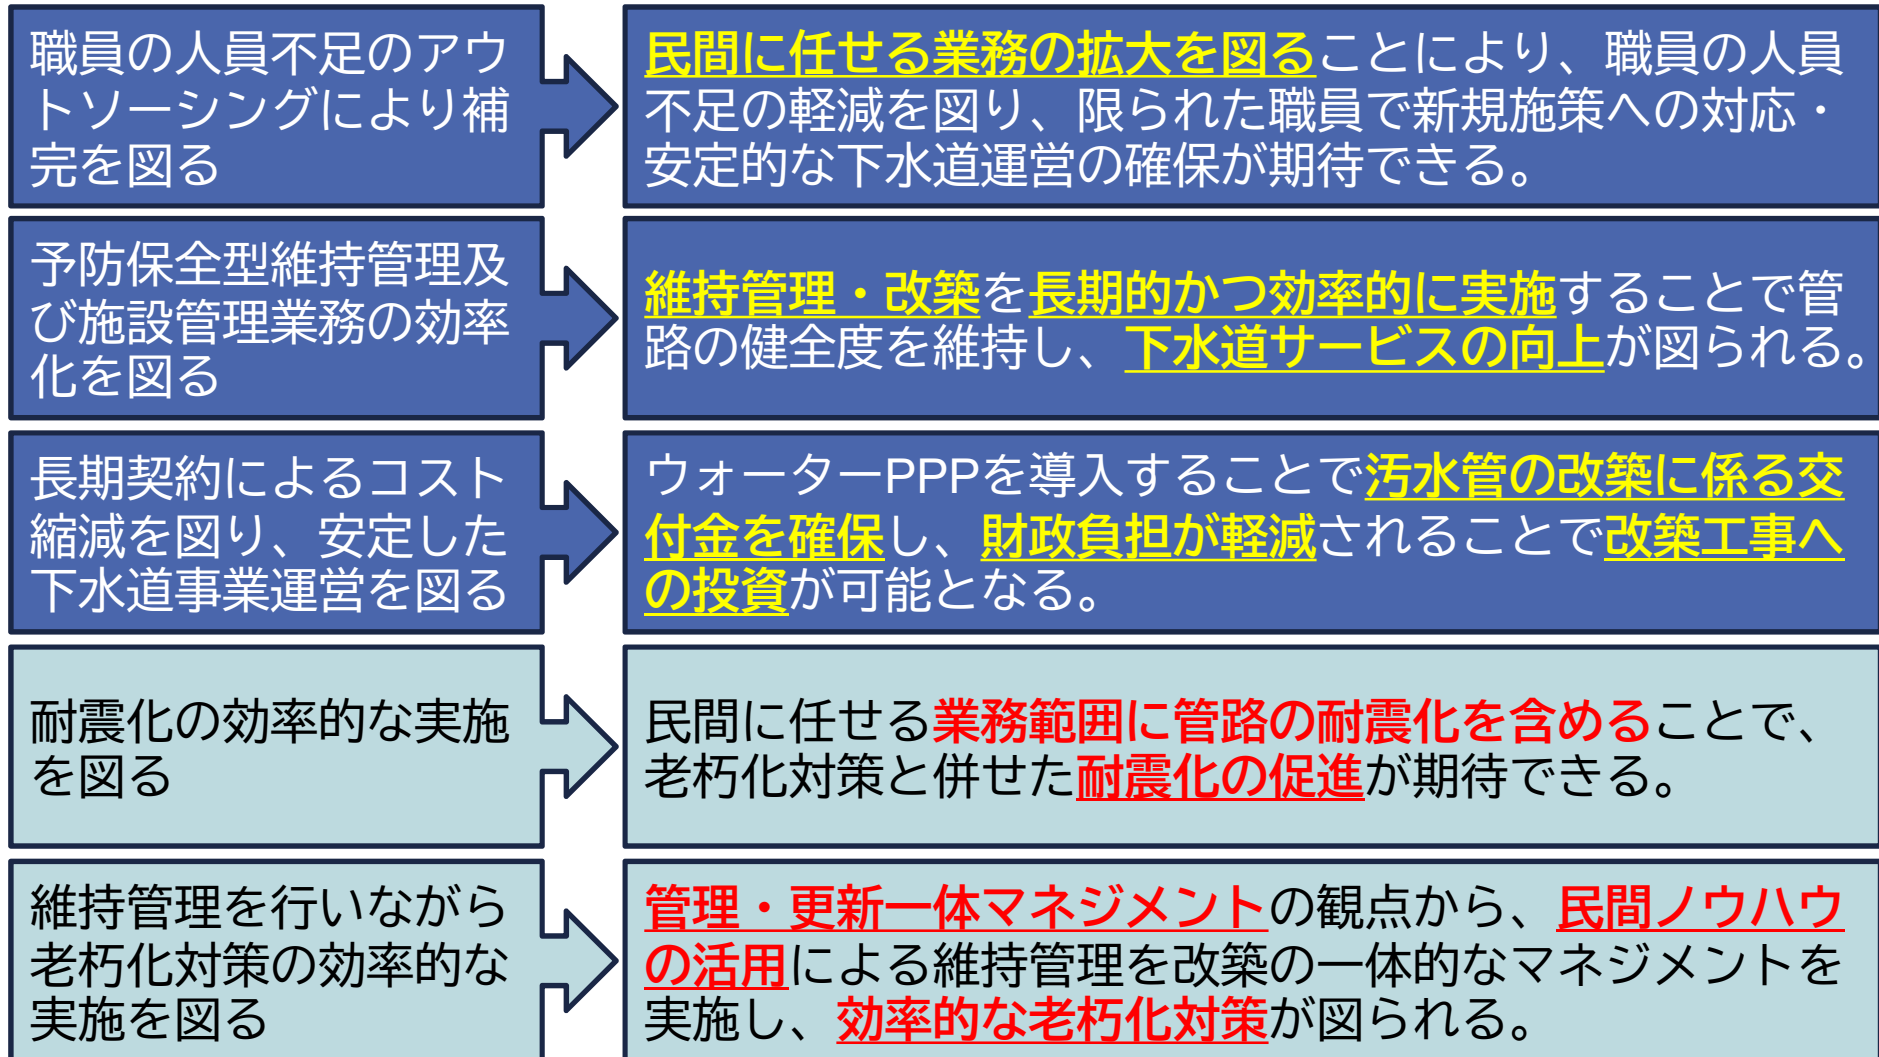 職員の人員不足のアウ
トソーシングにより補
完を図る
民間に任せる業務の拡大を図ることにより、職員の人員
不足の軽減を図り、限られた職員で新規施策への対応・
安定的な下水道運営の確保が期待できる。
予防保全型維持管理及
び施設管理業務の効率
化を図る
維持管理・改築を長期的かつ効率的に実施することで管
路の健全度を維持し、下水道サービスの向上が図られる。
長期契約によるコスト
縮減を図り、安定した
下水道事業運営を図る
ウォーターPPPを導入することで汚水管の改築に係る交
付金を確保し、財政負担が軽減されることで改築工事へ
の投資が可能となる。
耐震化の効率的な実施
を図る
民間に任せる業務範囲に管路の耐震化を含めることで、
老朽化対策と併せた耐震化の促進が期待できる。
維持管理を行いながら
老朽化対策の効率的な
実施を図る
管理・更新一体マネジメントの観点から、民間ノウハウ
の活用による維持管理を改築の一体的なマネジメントを
実施し、効率的な老朽化対策が図られる。